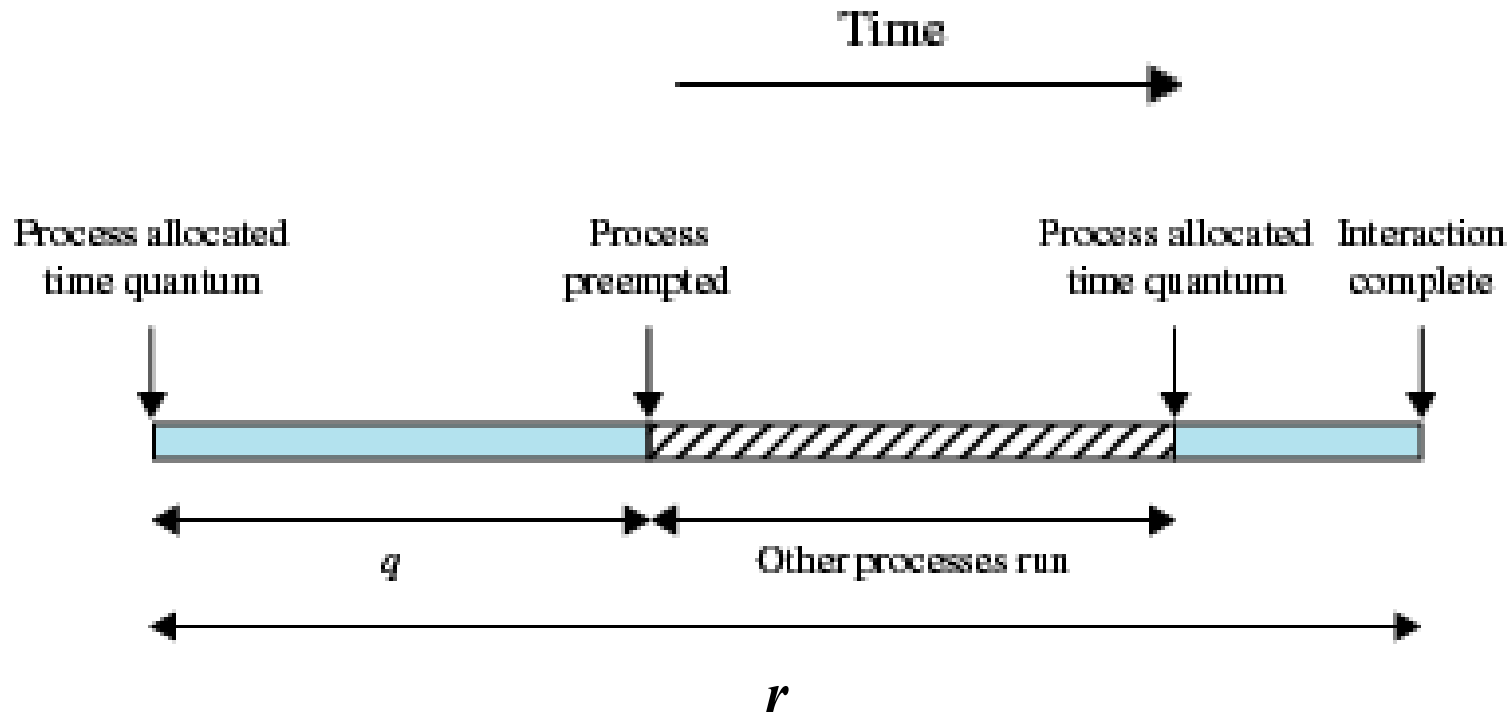 Time
Process allocated
time quantum
Process
preempted
Process allocated
time quantum
Interaction
complete
q
Other processes run
r